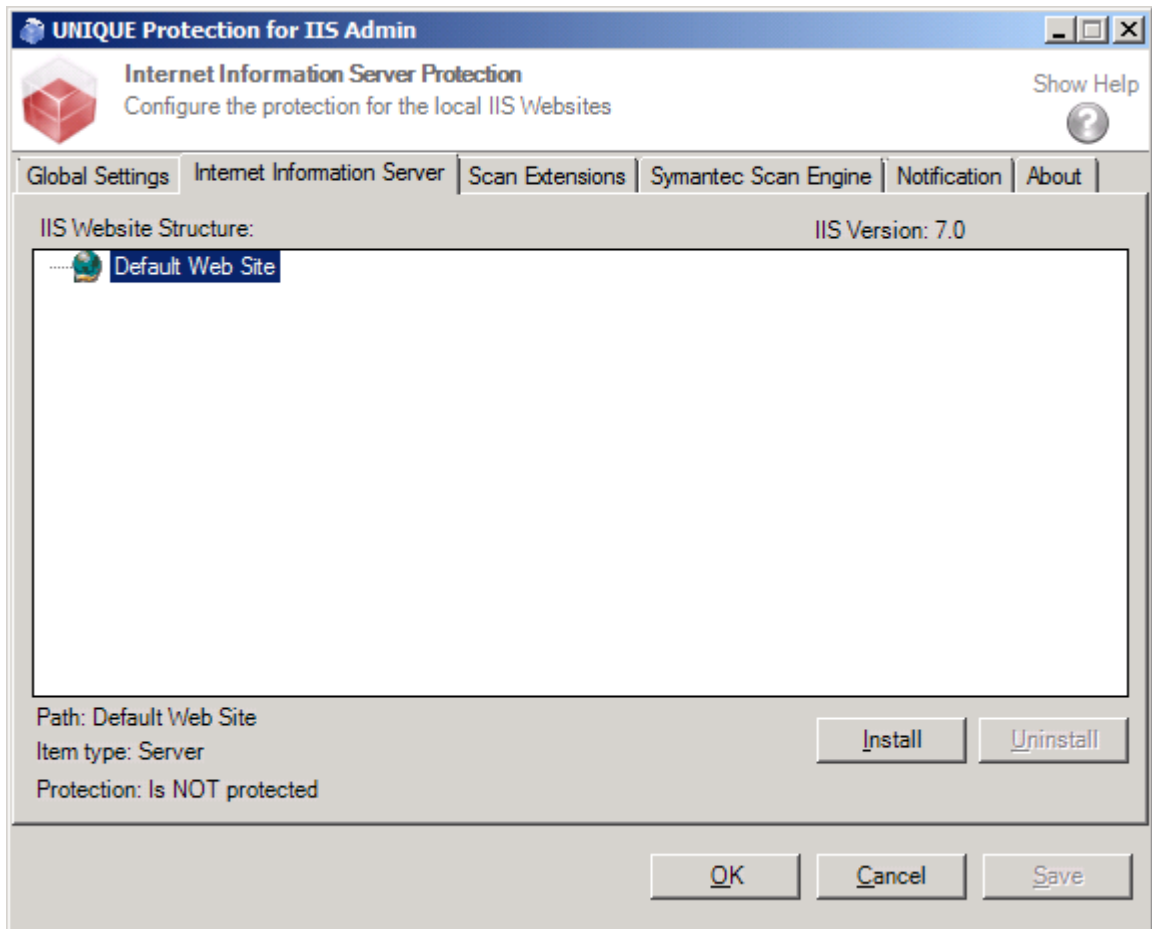 UNIQUE Protection for IIS Admin
Internet Information Server Protection
Configure the protection for the local IIS Websites
Show Help
?
Global Settings Internet Information Server Scan Extensions Symantec Scan Engine Notification About
IIS Website Structure: IIS Version: 7.0
Default Web Site
Path: Default Web Site
Item type: Server
Protection: Is NOT protected
Install Uninstall
OK Cancel Save